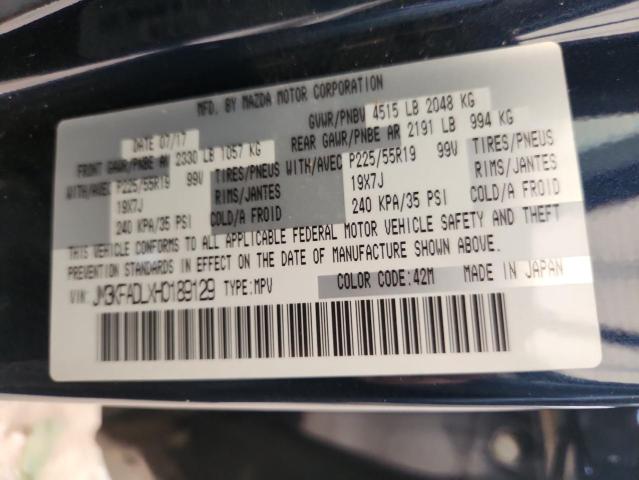 MFD. BY MAZDA MOTOR CORPORATION
DATE 07/17 GVWR/PNBV 4515 LB 2048 KG
FRONT GAWR/PNBE AV 2330 LB 1057 KG REAR GAWR/PNBE AR 2191 LB 994 KG
WITH/AVEC P225/55R19 99V TIRES/PNEUS WITH/AVEC P225/55R19 99V TIRES/PNEUS
19X7J RIMS/JANTES 19X7J RIMS/JANTES
240 KPA/35 PSI COLD/A FROID 240 KPA/35 PSI COLD/A FROID
THIS VEHICLE CONFORMS TO ALL APPLICABLE FEDERAL MOTOR VEHICLE SAFETY AND THEFT
PREVENTION STANDARDS IN EFFECT ON THE DATE OF MANUFACTURE SHOWN ABOVE.
VIN: JM3KFADLXH0189129 TYPE: MPV COLOR CODE: 42M MADE IN JAPAN